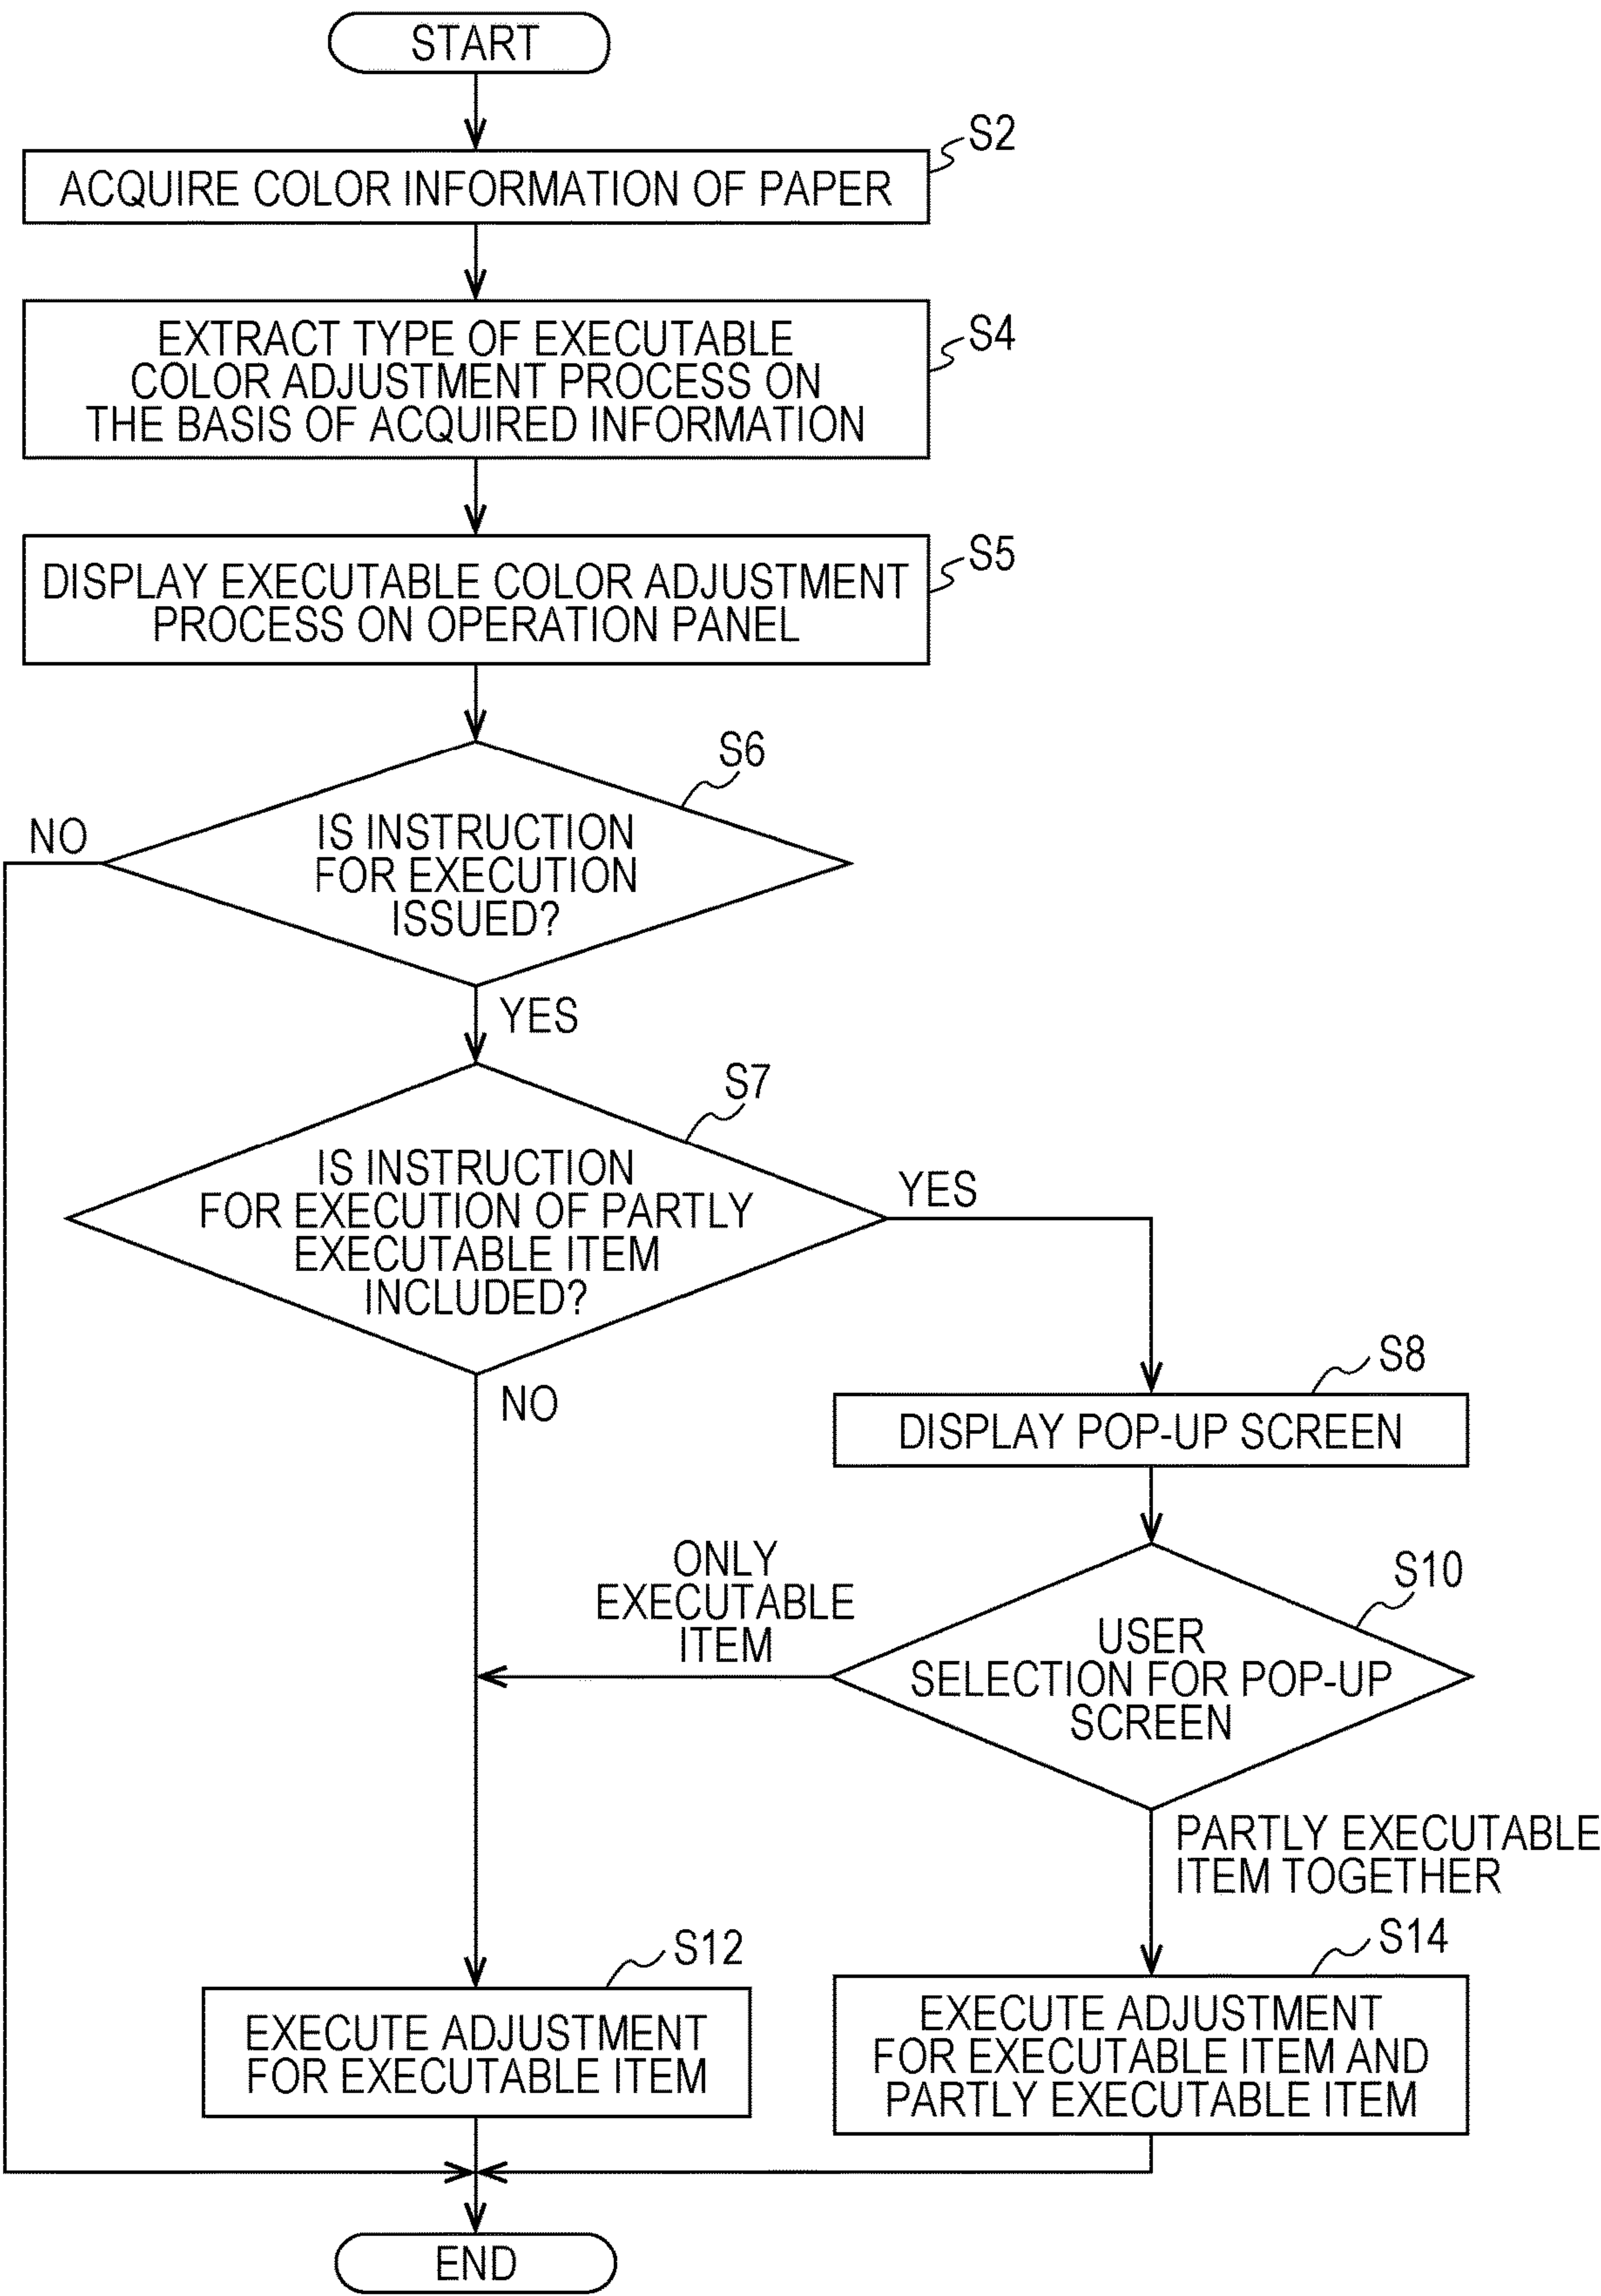 START
S2
ACQUIRE COLOR INFORMATION OF PAPER
S4
EXTRACT TYPE OF EXECUTABLE
COLOR ADJUSTMENT PROCESS ON
THE BASIS OF ACQUIRED INFORMATION
S5
DISPLAY EXECUTABLE COLOR ADJUSTMENT
PROCESS ON OPERATION PANEL
S6
NO
IS INSTRUCTION
FOR EXECUTION
ISSUED?
YES
S7
IS INSTRUCTION
FOR EXECUTION OF PARTLY
EXECUTABLE ITEM
INCLUDED?
YES
NO
S8
DISPLAY POP-UP SCREEN
ONLY
EXECUTABLE
ITEM
S10
USER
SELECTION FOR POP-UP
SCREEN
PARTLY EXECUTABLE
ITEM TOGETHER
S12
EXECUTE ADJUSTMENT
FOR EXECUTABLE ITEM
S14
EXECUTE ADJUSTMENT
FOR EXECUTABLE ITEM AND
PARTLY EXECUTABLE ITEM
END